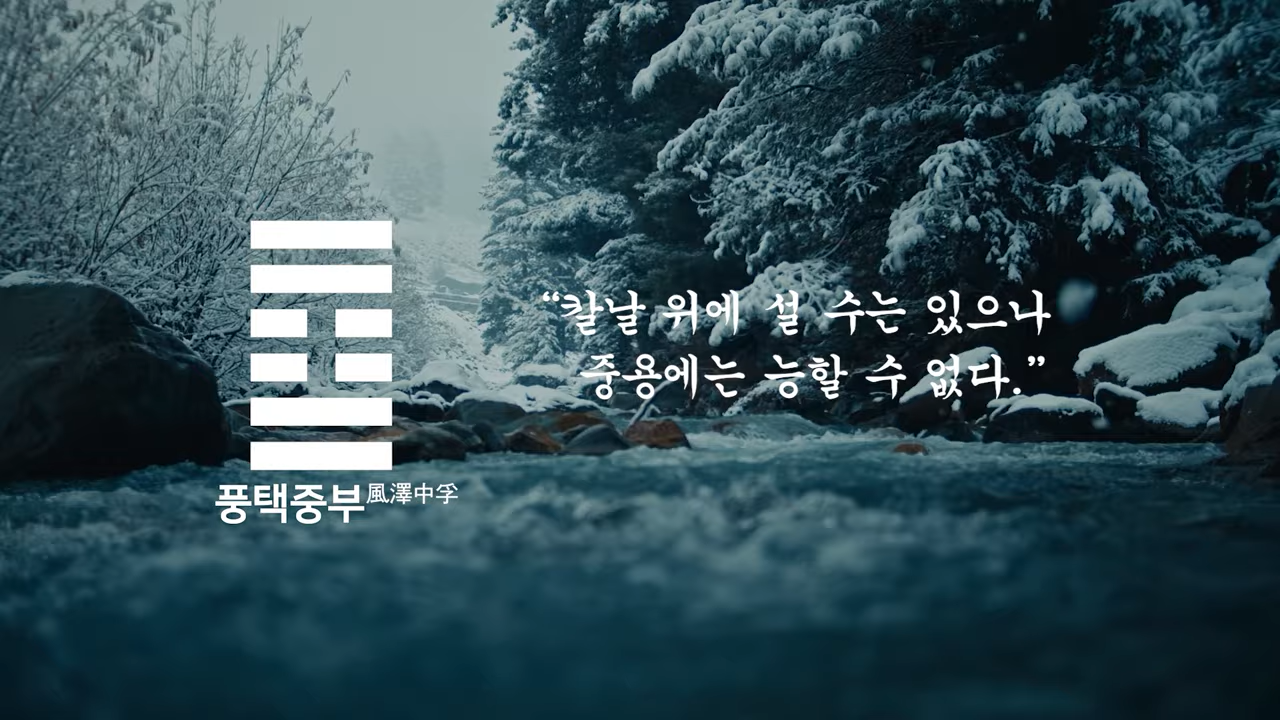 “칼날 위에 설 수는 있으나
중용에는 능할 수 없다.”
풍택중부風澤中孚